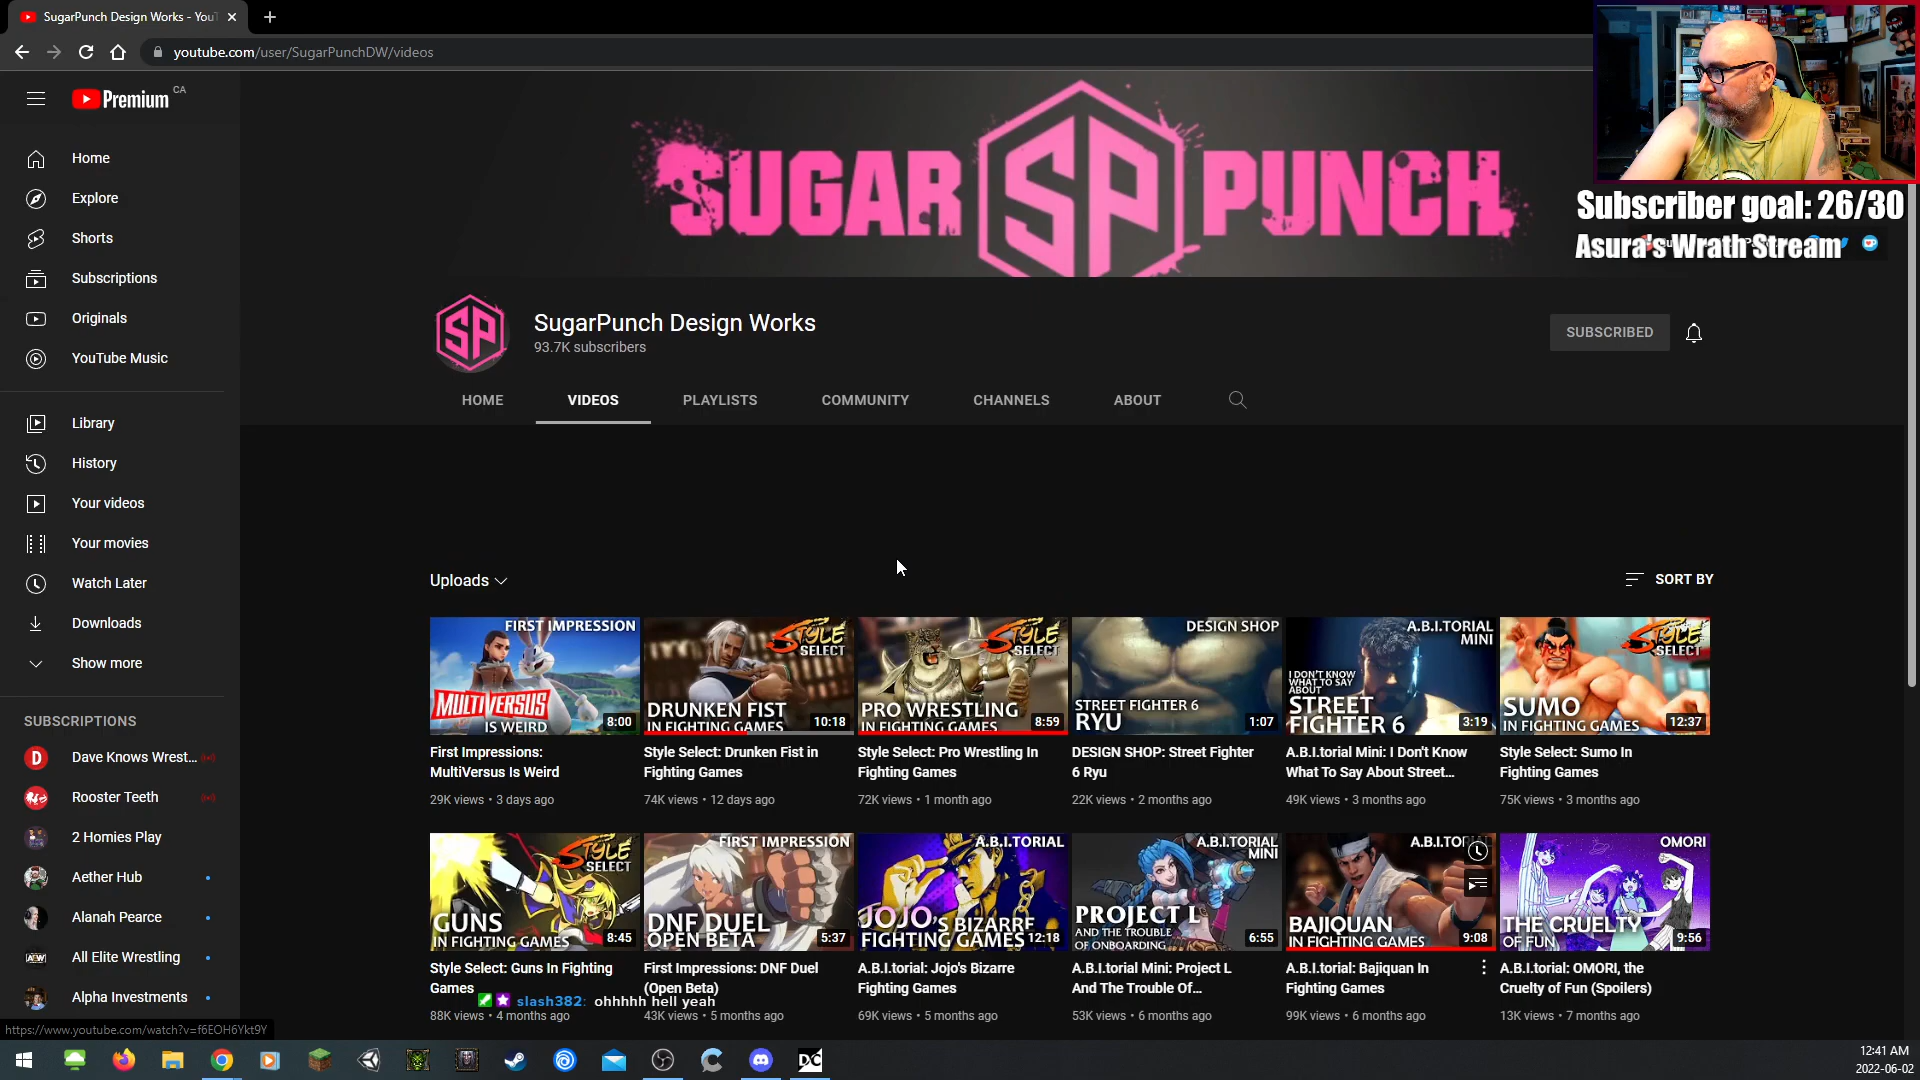 SugarPunch Design Works - YouT
youtube.com/user/SugarPunchDW/videos
Premium CA
Home
Explore
Shorts
Subscriptions
Originals
YouTube Music
Library
History
Your videos
Your movies
Watch Later
Downloads
Show more
SUBSCRIPTIONS
Dave Knows Wrest...
Rooster Teeth
2 Homies Play
Aether Hub
Alanah Pearce
All Elite Wrestling
Alpha Investments
https://www.youtube.com/watch?v=f6EOH6Ykt9Y
SUGAR SP PUNCH
Subscriber goal: 26/30
Asura's Wrath Stream
SP
SugarPunch Design Works
93.7K subscribers
SUBSCRIBED
HOME
VIDEOS
PLAYLISTS
COMMUNITY
CHANNELS
ABOUT
Uploads
SORT BY
FIRST IMPRESSION
MULTIVERSUS
IS WEIRD
8:00
First Impressions:
MultiVersus Is Weird
29K views • 3 days ago
STYLE
SELECT
DRUNKEN FIST
IN FIGHTING GAMES
10:18
Style Select: Drunken Fist in
Fighting Games
74K views • 12 days ago
STYLE
SELECT
PRO WRESTLING
IN FIGHTING GAMES
8:59
Style Select: Pro Wrestling In
Fighting Games
72K views • 1 month ago
DESIGN SHOP
STREET FIGHTER 6
RYU
1:07
DESIGN SHOP: Street Fighter
6 Ryu
22K views • 2 months ago
A.B.I.TORIAL
MINI
I DON'T KNOW
WHAT TO SAY
ABOUT
STREET
FIGHTER 6
3:19
A.B.I.torial Mini: I Don't Know
What To Say About Street...
49K views • 3 months ago
STYLE
SELECT
SUMO
IN FIGHTING GAMES
12:37
Style Select: Sumo In
Fighting Games
75K views • 3 months ago
STYLE
SELECT
GUNS
IN FIGHTING GAMES
8:45
Style Select: Guns In Fighting
Games
88K views • 4 months ago
FIRST IMPRESSION
DNF DUEL
OPEN BETA
5:37
First Impressions: DNF Duel
(Open Beta)
43K views • 5 months ago
A.B.I.TORIAL
JOJO'S BIZARRE
FIGHTING GAMES
12:18
A.B.I.torial: Jojo's Bizarre
Fighting Games
69K views • 5 months ago
A.B.I.TORIAL
MINI
PROJECT L
AND THE TROUBLE
OF ONBOARDING
6:55
A.B.I.torial Mini: Project L
And The Trouble Of...
53K views • 6 months ago
A.B.I.TOR
BAJIQUAN
IN FIGHTING GAMES
9:08
A.B.I.torial: Bajiquan In
Fighting Games
99K views • 6 months ago
OMORI
THE CRUELTY
OF FUN
9:56
A.B.I.torial: OMORI, the
Cruelty of Fun (Spoilers)
13K views • 7 months ago
slash382: ohhhhh hell yeah
12:41 AM
2022-06-02